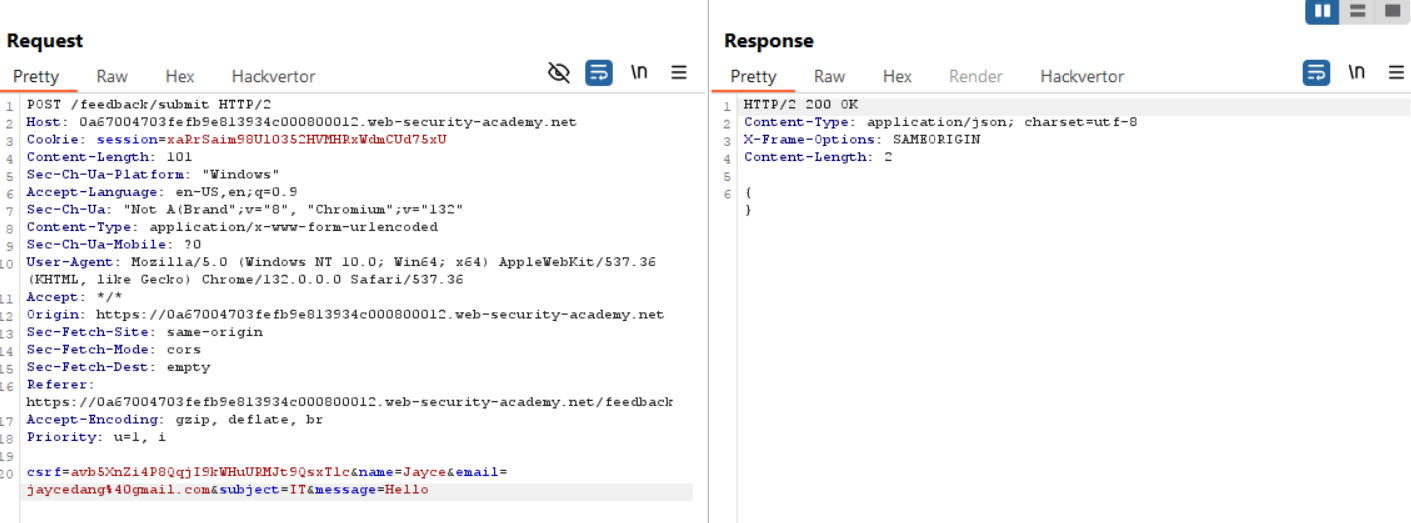 Request
Pretty Raw Hex Hackvertor \n
1 POST /feedback/submit HTTP/2
2 Host: 0a67004703fefb9e813934c000800012.web-security-academy.net
3 Cookie: session=xaRrSaim98Ul0352HVMHRxWdmCUd75xU
4 Content-Length: 101
5 Sec-Ch-Ua-Platform: "Windows"
6 Accept-Language: en-US,en;q=0.9
7 Sec-Ch-Ua: "Not A(Brand";v="8", "Chromium";v="132"
8 Content-Type: application/x-www-form-urlencoded
9 Sec-Ch-Ua-Mobile: ?0
10 User-Agent: Mozilla/5.0 (Windows NT 10.0; Win64; x64) AppleWebKit/537.36
(KHTML, like Gecko) Chrome/132.0.0.0 Safari/537.36
11 Accept: */*
12 Origin: https://0a67004703fefb9e813934c000800012.web-security-academy.net
13 Sec-Fetch-Site: same-origin
14 Sec-Fetch-Mode: cors
15 Sec-Fetch-Dest: empty
16 Referer:
https://0a67004703fefb9e813934c000800012.web-security-academy.net/feedback
17 Accept-Encoding: gzip, deflate, br
18 Priority: u=1, i
19
20 csrf=avb5XnZi4P8QqjI9kWHuURMJt9QsxTlc&name=Jayce&email=
jaycedang%40gmail.com&subject=IT&message=Hello
Response
Pretty Raw Hex Render Hackvertor \n
1 HTTP/2 200 OK
2 Content-Type: application/json; charset=utf-8
3 X-Frame-Options: SAMEORIGIN
4 Content-Length: 2
5
6 {
}